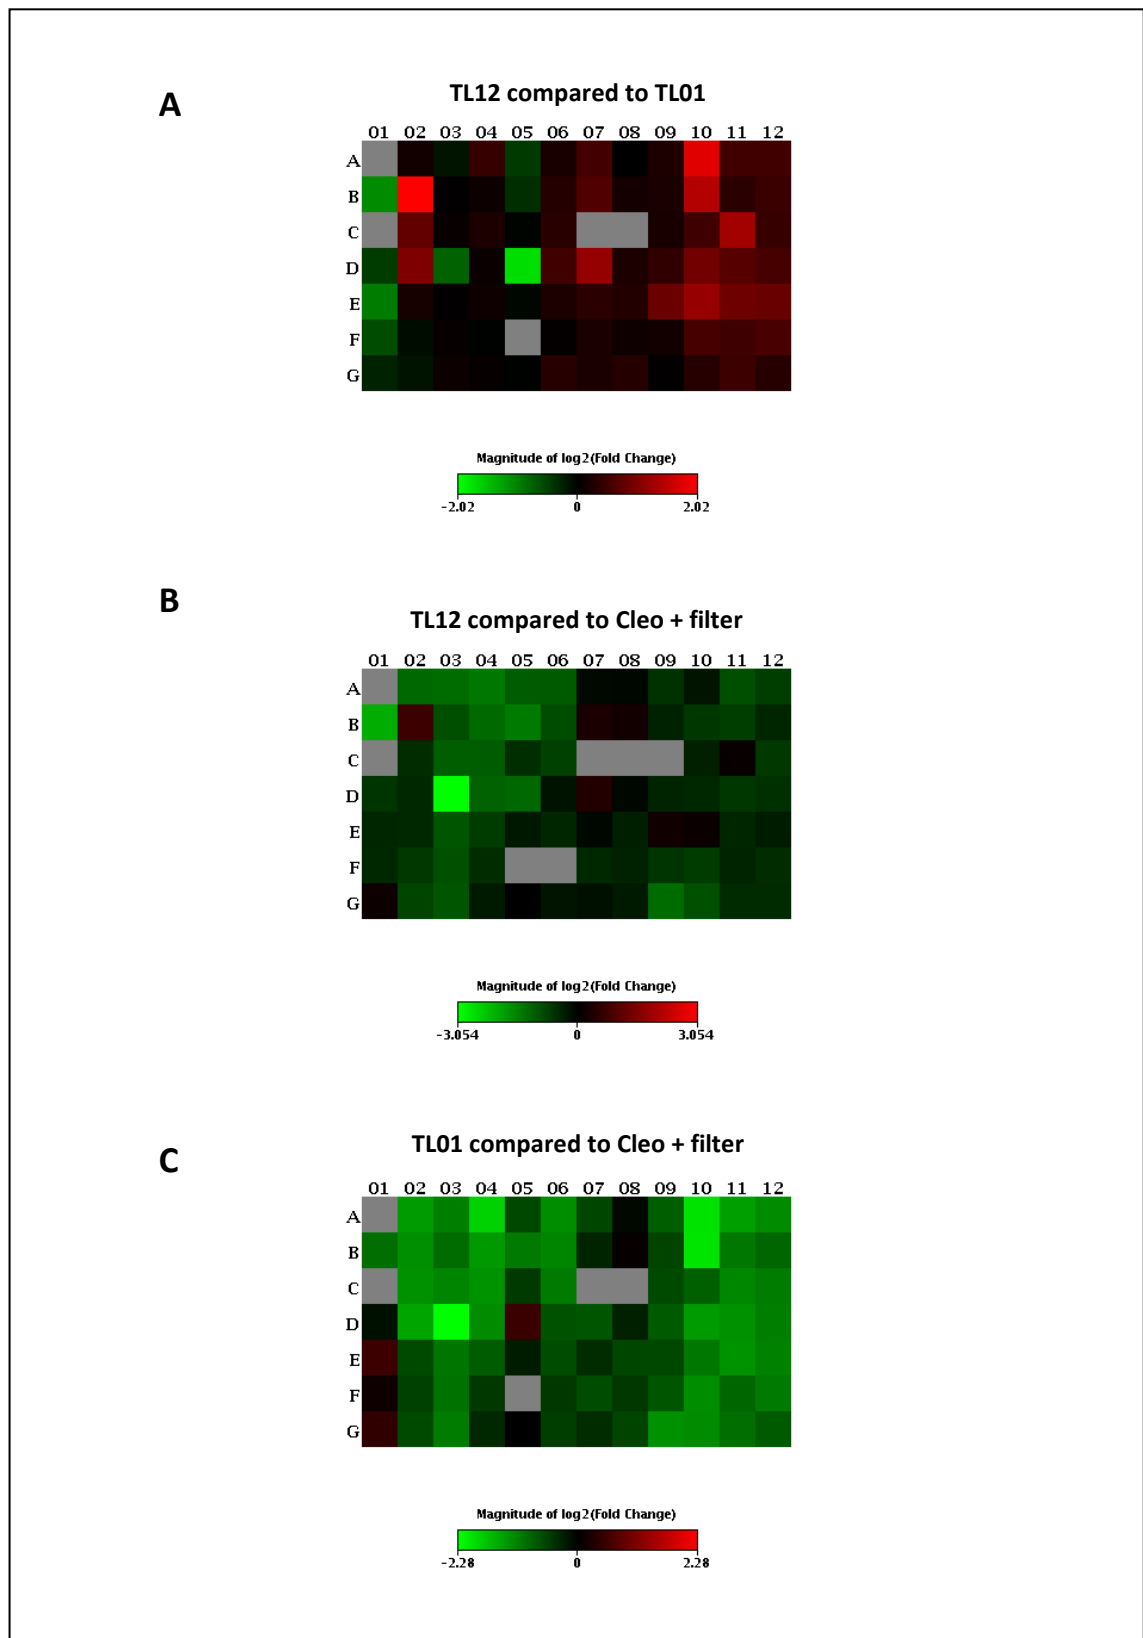 A
TL12 compared to TL01
01 02 03 04 05 06 07 08 09 10 11 12
A
B
C
D
E
F
G
Magnitude of log2(Fold Change)
-2.02 0 2.02
B
TL12 compared to Cleo + filter
01 02 03 04 05 06 07 08 09 10 11 12
A
B
C
D
E
F
G
Magnitude of log2(Fold Change)
-3.054 0 3.054
C
TL01 compared to Cleo + filter
01 02 03 04 05 06 07 08 09 10 11 12
A
B
C
D
E
F
G
Magnitude of log2(Fold Change)
-2.28 0 2.28